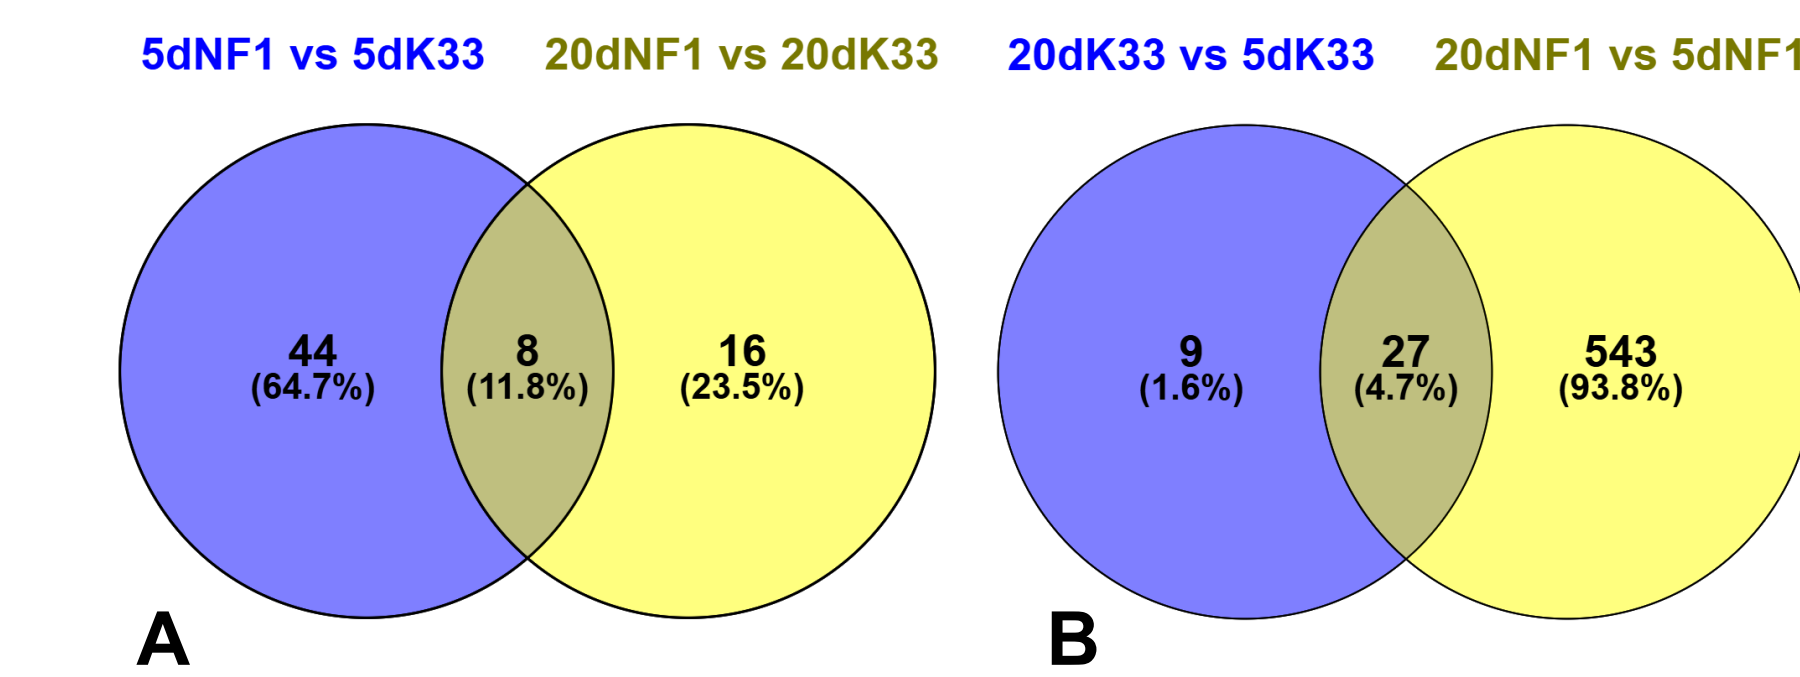 5dNF1 vs 5dK33 20dNF1 vs 20dK33 20dK33 vs 5dK33 20dNF1 vs 5dNF1
44 8 16 9 27 543
(64.7%) (11.8%) (23.5%) (1.6%) (4.7%) (93.8%)
A B